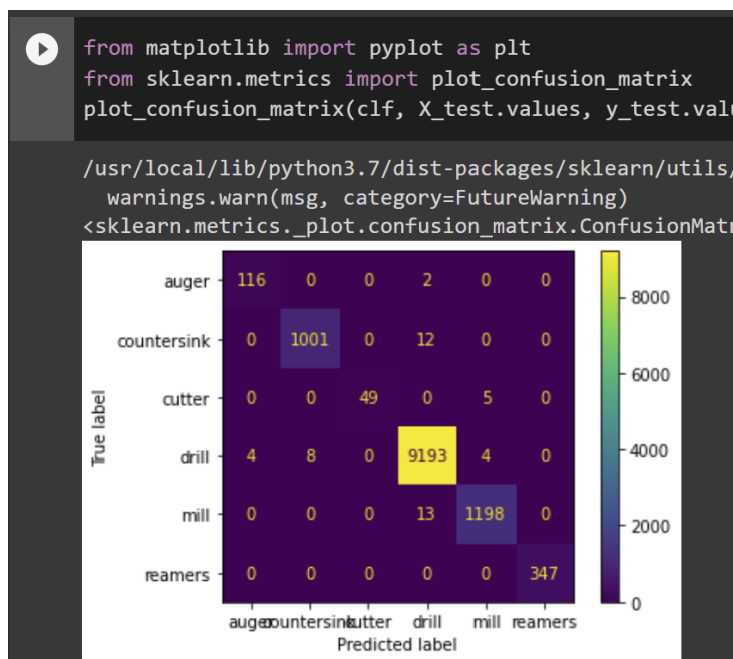 from matplotlib import pyplot as plt
from sklearn.metrics import plot_confusion_matrix
plot_confusion_matrix(clf, X_test.values, y_test.valu
/usr/local/lib/python3.7/dist-packages/sklearn/utils/
warnings.warn(msg, category=FutureWarning)
<sklearn.metrics._plot.confusion_matrix.ConfusionMatr
auger 116 0 0 2 0 0
countersink 0 1001 0 12 0 0
cutter 0 0 49 0 5 0
drill 4 8 0 9193 4 0
mill 0 0 0 13 1198 0
reamers 0 0 0 0 0 347
True label
auger countersink cutter drill mill reamers
Predicted label
8000
6000
4000
2000
0